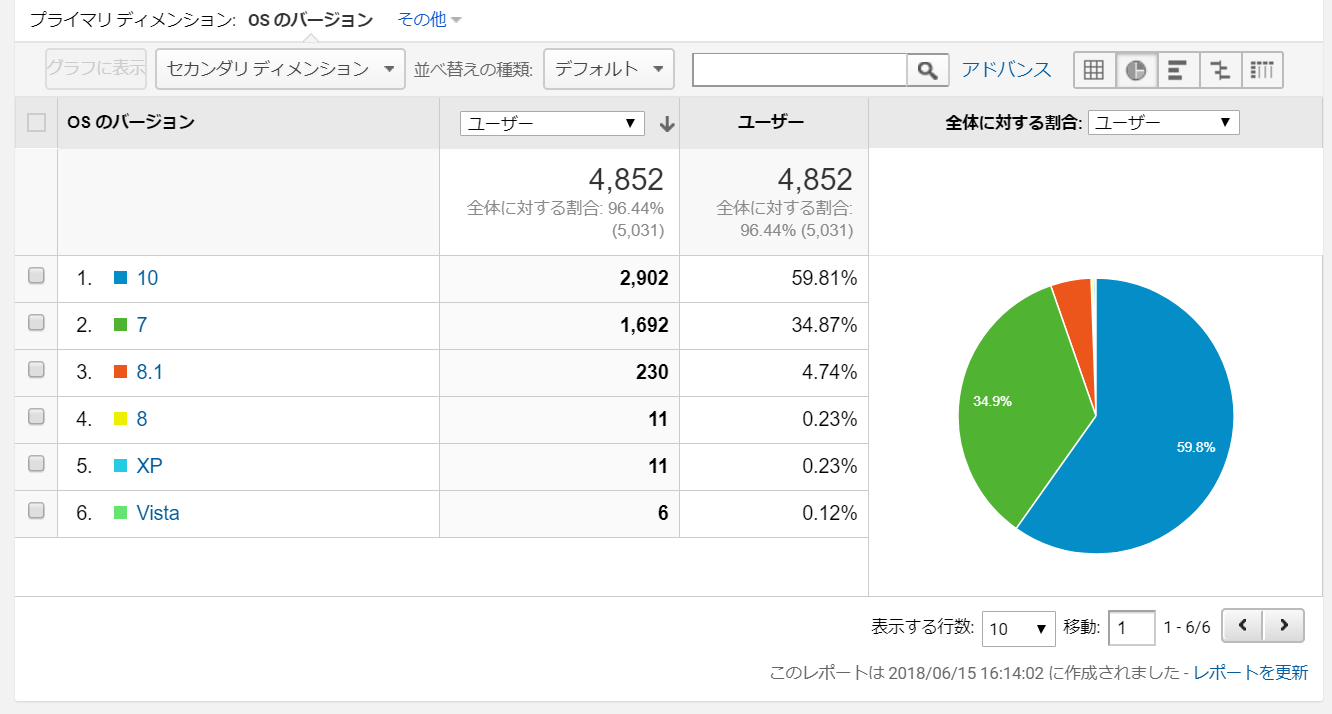 プライマリ ディメンション: OS のバージョン その他
グラフに表示 セカンダリ ディメンション 並べ替えの種類: デフォルト アドバンス
OS のバージョン ユーザー ユーザー 全体に対する割合: ユーザー
4,852 4,852
全体に対する割合: 96.44% 全体に対する割合:
(5,031) 96.44% (5,031)
1. 10 2,902 59.81%
2. 7 1,692 34.87%
3. 8.1 230 4.74%
4. 8 11 0.23%
5. XP 11 0.23%
6. Vista 6 0.12%
34.9%
59.8%
表示する行数: 10 移動: 1 1 - 6/6
このレポートは 2018/06/15 16:14:02 に作成されました - レポートを更新